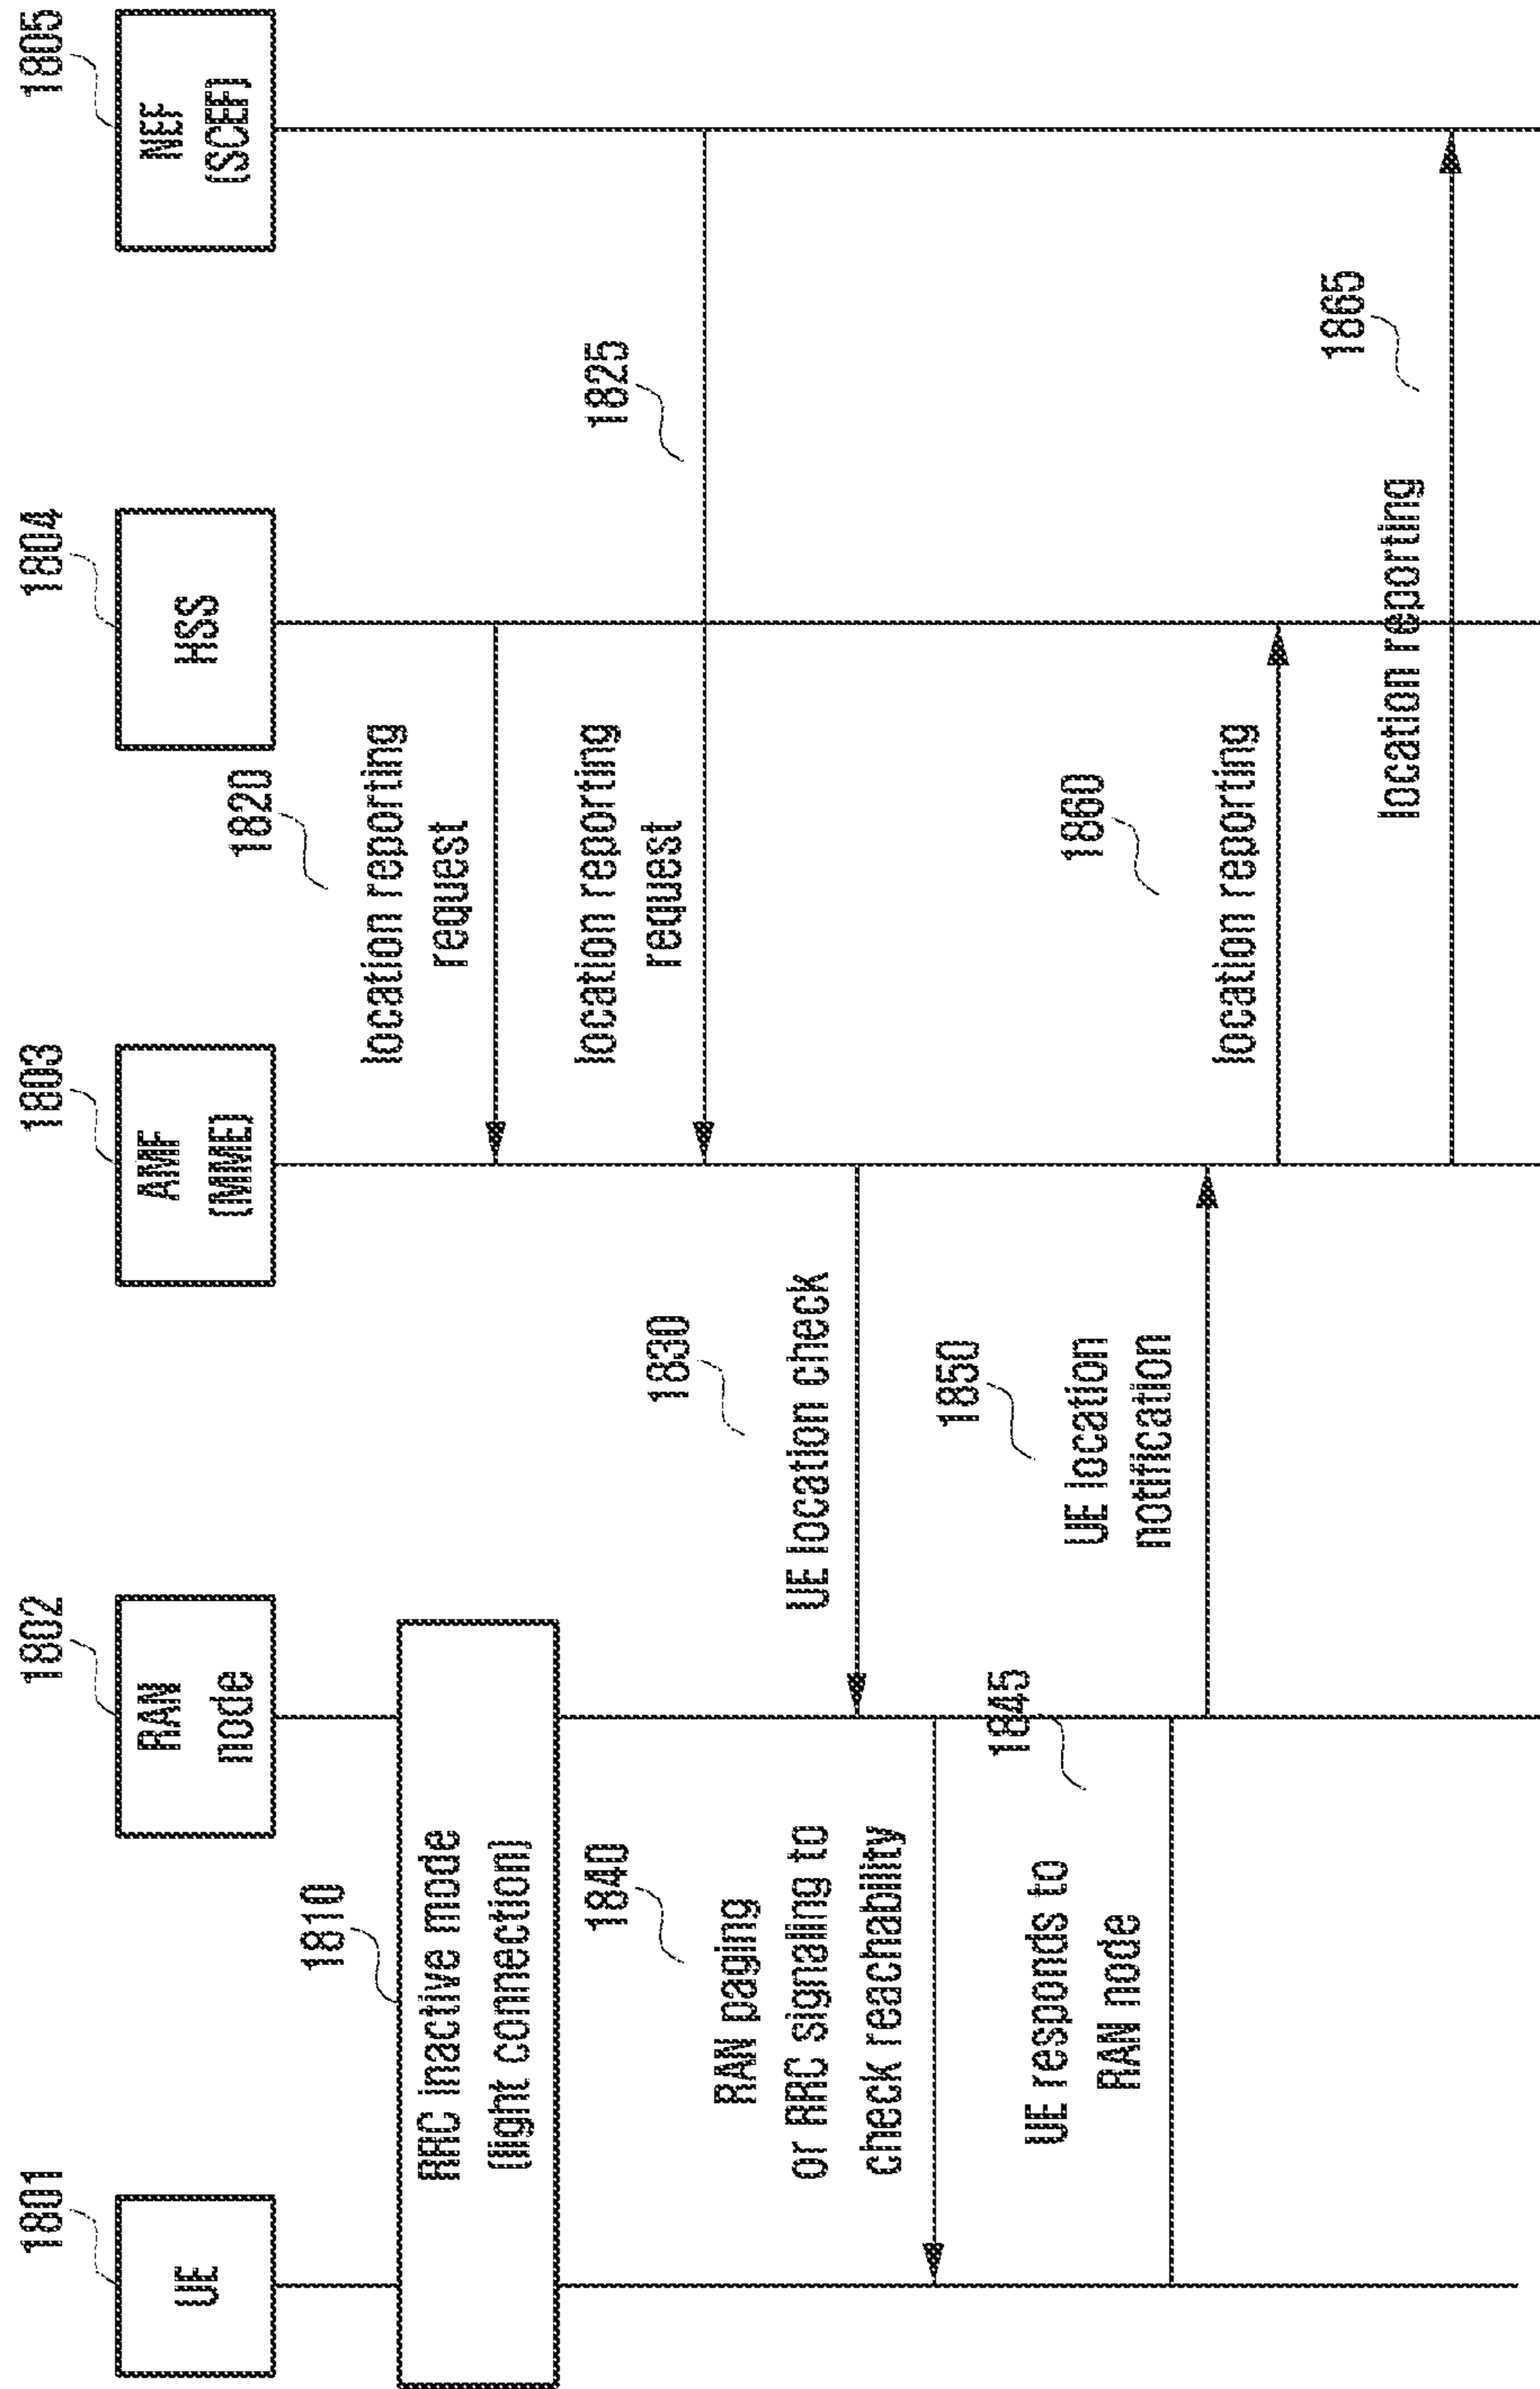 1801
1802
1803
1804
1805
UE
RAN
node
AMF
(MME)
HSS
NEF
(SCEF)
1810
RRC inactive mode
(light connection)
1820
location reporting
request
1825
location reporting
request
1830
UE location check
1840
RAN paging
or RRC signaling to
check reachability
1845
UE responds to
RAN node
1850
UE location
notification
1860
location reporting
1865
location reporting